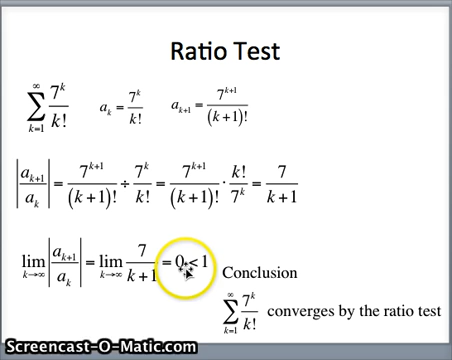 Ratio Test
∞ ∑ k=1 7^k/k!   a_k = 7^k/k!   a_{k+1} = 7^{k+1}/(k+1)!
|a_{k+1}/a_k| = 7^{k+1}/(k+1)! ÷ 7^k/k! = 7^{k+1}/(k+1)! · k!/7^k = 7/(k+1)
lim k→∞ |a_{k+1}/a_k| = lim k→∞ 7/(k+1) = 0 < 1
Conclusion
∞ ∑ k=1 7^k/k! converges by the ratio test
Screencast-O-Matic.com